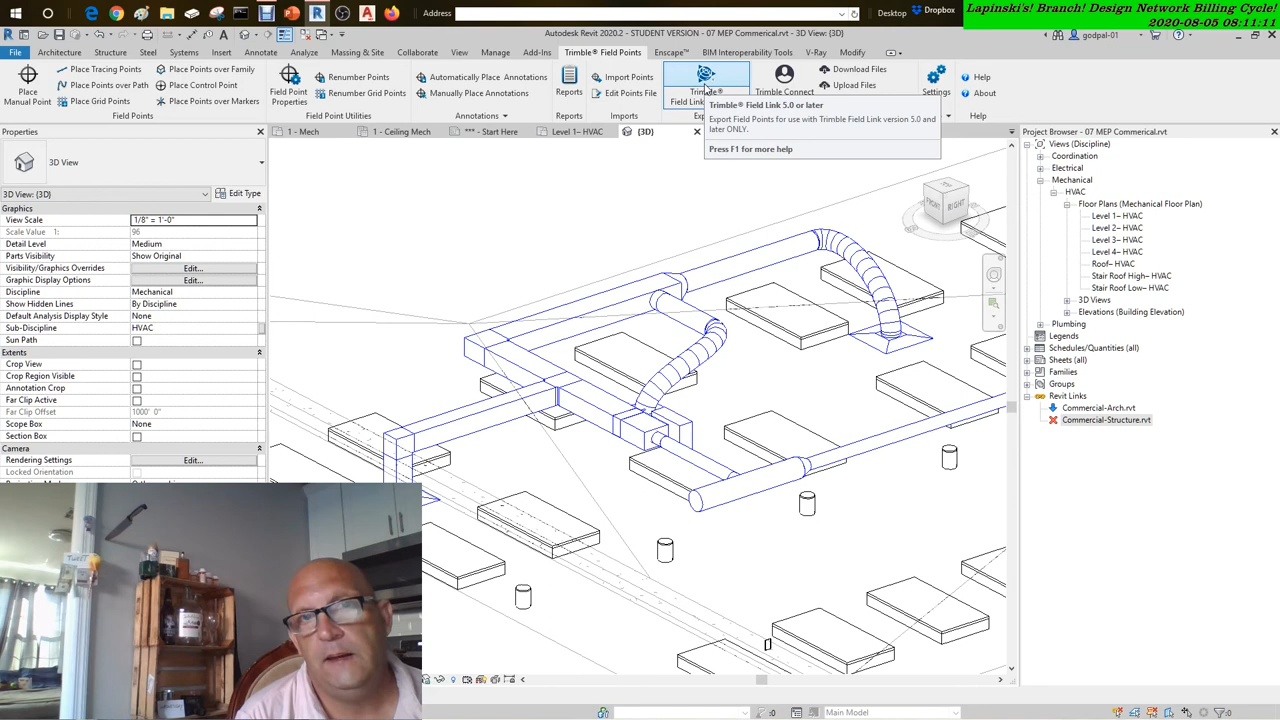 Address
Desktop
Dropbox
Lapinski's! Branch! Design Network Billing Cycle!
2020-08-05 08:11:11
Autodesk Revit 2020.2 - STUDENT VERSION - 07 MEP Commerical.rvt - 3D View: {3D}
godpal-01
File Architecture Structure Steel Systems Insert Annotate Analyze Massing & Site Collaborate View Manage Add-Ins Trimble® Field Points Enscape™ BIM Interoperability Tools V-Ray Modify
Place Manual Point
Place Tracing Points
Place Points over Path
Place Grid Points
Place Points over Family
Place Control Point
Place Points over Markers
Field Points
Field Point Properties
Renumber Points
Renumber Grid Points
Field Point Utilities
Automatically Place Annotations
Manually Place Annotations
Annotations
Reports
Reports
Import Points
Edit Points File
Imports
Trimble®
Field Link
Trimble Connect
Download Files
Upload Files
Settings
Help
About
Help
Trimble® Field Link 5.0 or later
Export Field Points for use with Trimble Field Link version 5.0 and
later ONLY.
Press F1 for more help
Properties
1 - Mech
1 - Ceiling Mech
*** - Start Here
Level 1– HVAC
{3D}
Project Browser - 07 MEP Commerical.rvt
3D View
3D View: {3D}
Edit Type
Graphics
View Scale 1/8" = 1'-0"
Scale Value 1: 96
Detail Level Medium
Parts Visibility Show Original
Visibility/Graphics Overrides Edit...
Graphic Display Options Edit...
Discipline Mechanical
Show Hidden Lines By Discipline
Default Analysis Display Style None
Sub-Discipline HVAC
Sun Path
Extents
Crop View
Crop Region Visible
Annotation Crop
Far Clip Active
Far Clip Offset 1000' 0"
Scope Box None
Section Box
Camera
Rendering Settings Edit...
Locked Orientation
FRONT
RIGHT
Views (Discipline)
Coordination
Electrical
Mechanical
HVAC
Floor Plans (Mechanical Floor Plan)
Level 1– HVAC
Level 2– HVAC
Level 3– HVAC
Level 4– HVAC
Roof– HVAC
Stair Roof High– HVAC
Stair Roof Low– HVAC
3D Views
Elevations (Building Elevation)
Plumbing
Legends
Schedules/Quantities (all)
Sheets (all)
Families
Groups
Revit Links
Commercial-Arch.rvt
Commercial-Structure.rvt
:0
Main Model
:0